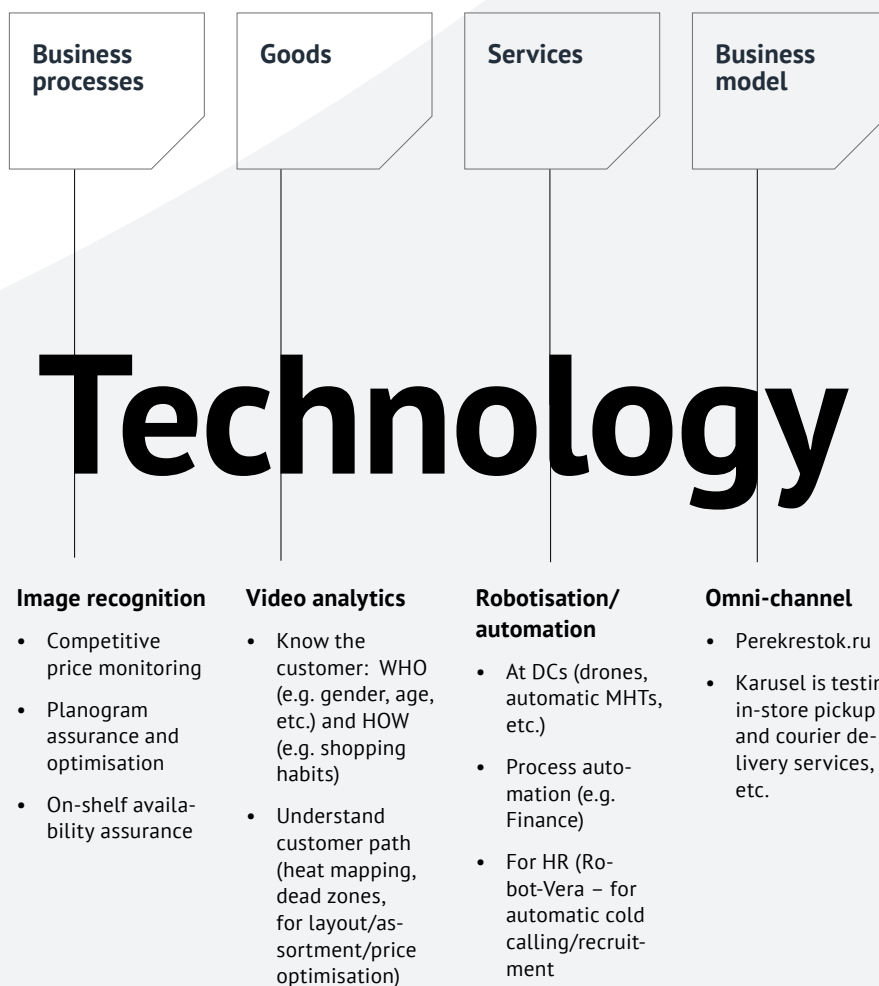 Business
processes
Goods
Services
Business
model
Technology
Image recognition
• Competitive
price monitoring
• Planogram
assurance and
optimisation
• On-shelf availa-
bility assurance
Video analytics
• Know the
customer: WHO
(e.g. gender, age,
etc.) and HOW
(e.g. shopping
habits)
• Understand
customer path
(heat mapping,
dead zones,
for layout/as-
sortment/price
optimisation)
Robotisation/
automation
• At DCs (drones,
automatic MHTs,
etc.)
• Process auto-
mation (e.g.
Finance)
• For HR (Ro-
bot-Vera – for
automatic cold
calling/recruit-
ment
Omni-channel
• Perekrestok.ru
• Karusel is
in-store pickup
and courier de-
livery services,
etc.